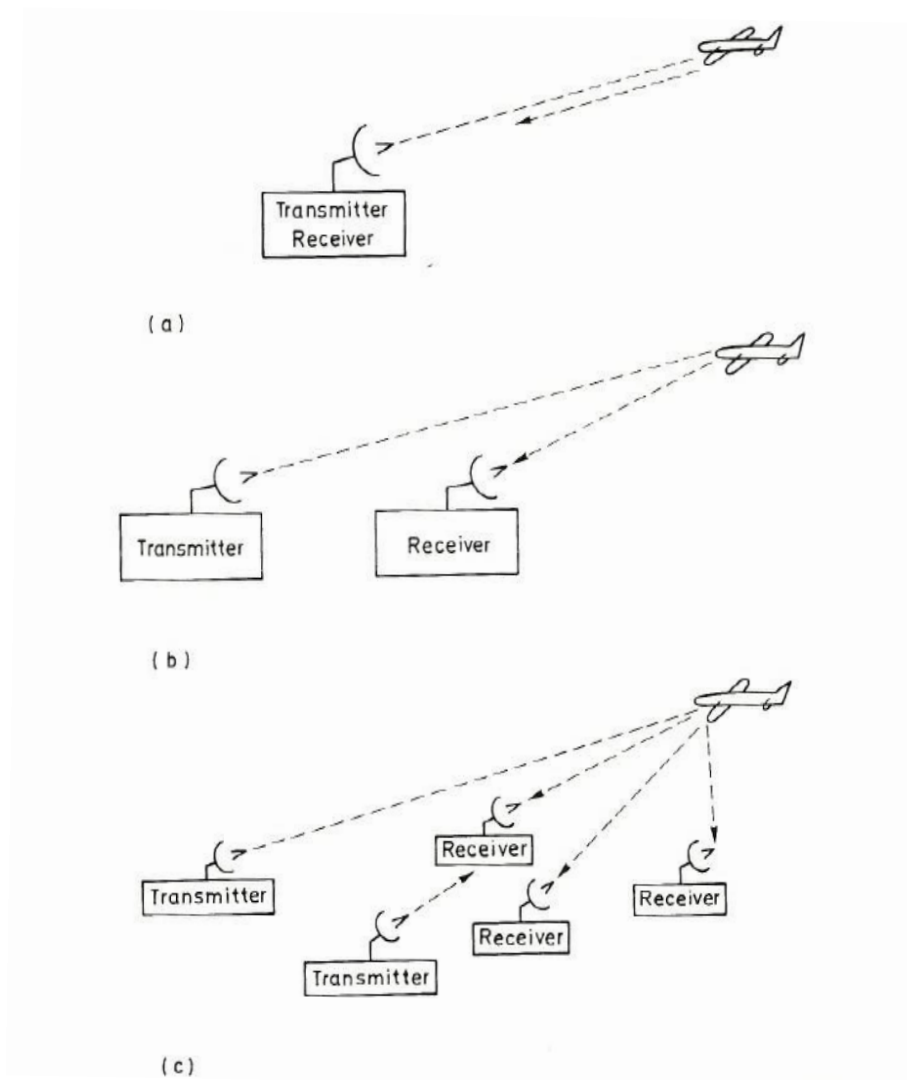 Transmitter
Receiver
(a)
Transmitter
Receiver
(b)
Receiver
Transmitter
Receiver
Receiver
Transmitter
(c)